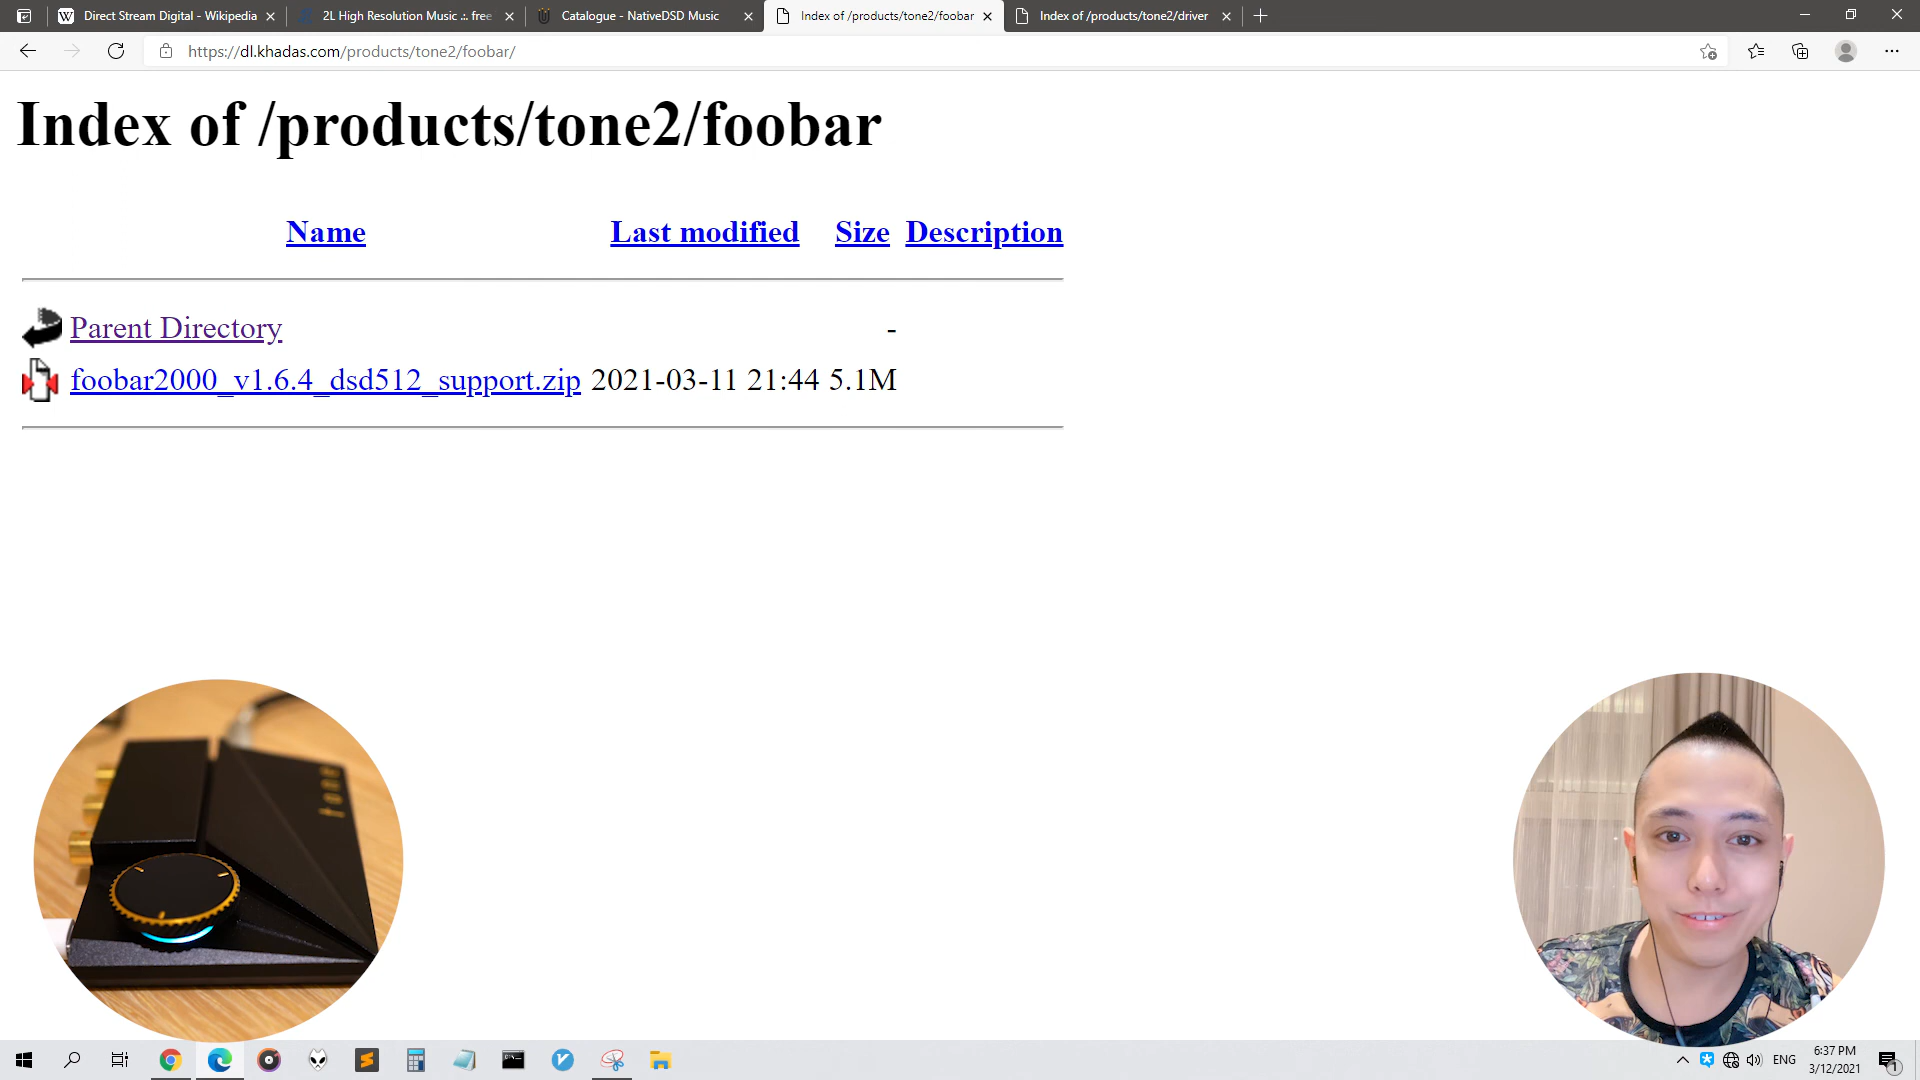 Direct Stream Digital - Wikipedia
2L High Resolution Music .:. free
Catalogue - NativeDSD Music
Index of /products/tone2/foobar
Index of /products/tone2/driver
https://dl.khadas.com/products/tone2/foobar/
Index of /products/tone2/foobar
Name Last modified Size Description
Parent Directory -
foobar2000_v1.6.4_dsd512_support.zip 2021-03-11 21:44 5.1M
tone
ENG
6:37 PM
3/12/2021
1